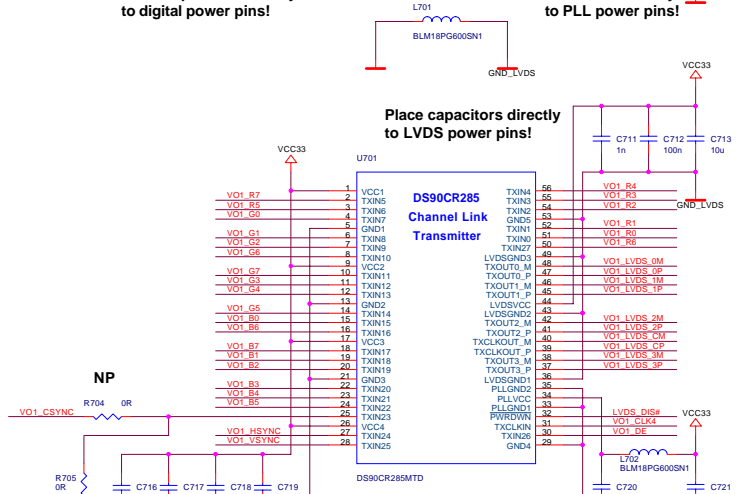 to digital power pins!
L701
BLM18PG600SN1
GND_LVDS
to PLL power pins!
Place capacitors directly
to LVDS power pins!
VCC33
C711
1n
C712
100n
C713
10u
GND_LVDS
VCC33
U701
DS90CR285
Channel Link
Transmitter
1 VCC1
VO1_R7 2 TXIN5
VO1_R5 3 TXIN6
VO1_G0 4 TXIN7
5 GND1
VO1_G1 6 TXIN8
VO1_G2 7 TXIN9
VO1_G6 8 TXIN10
9 VCC2
VO1_G7 10 TXIN11
VO1_G3 11 TXIN12
VO1_G4 12 TXIN13
13 GND2
VO1_G5 14 TXIN14
VO1_B0 15 TXIN15
VO1_B6 16 TXIN16
17 VCC3
VO1_B7 18 TXIN17
VO1_B1 19 TXIN18
VO1_B2 20 TXIN19
21 GND3
VO1_B3 22 TXIN20
VO1_B4 23 TXIN21
VO1_B5 24 TXIN22
25 TXIN23
26 VCC4
VO1_HSYNC 27 TXIN24
VO1_VSYNC 28 TXIN25
TXIN4 56 VO1_R4
TXIN3 55 VO1_R3
TXIN2 54 VO1_R2
GND5 53
TXIN1 52 VO1_R1
TXIN0 51 VO1_R0
TXIN27 50 VO1_R6
LVDSGND3 49
TXOUT0_M 48 VO1_LVDS_0M
TXOUT0_P 47 VO1_LVDS_0P
TXOUT1_M 46 VO1_LVDS_1M
TXOUT1_P 45 VO1_LVDS_1P
LVDSVCC 44
LVDSGND2 43
TXOUT2_M 42 VO1_LVDS_2M
TXOUT2_P 41 VO1_LVDS_2P
TXCLKOUT_M 40 VO1_LVDS_CM
TXCLKOUT_P 39 VO1_LVDS_CP
TXOUT3_M 38 VO1_LVDS_3M
TXOUT3_P 37 VO1_LVDS_3P
LVDSGND1 36
PLLGND2 35
PLLVCC 34
PLLGND1 33
PWRDWN 32 LVDS_DIS#
TXCLKIN 31 VO1_CLK4
TXIN26 30 VO1_DE
GND4 29
DS90CR285MTD
NP
R704 0R
VO1_CSYNC
R705
0R
C716
C717
C718
C719
VCC33
L702
BLM18PG600SN1
C720
C721